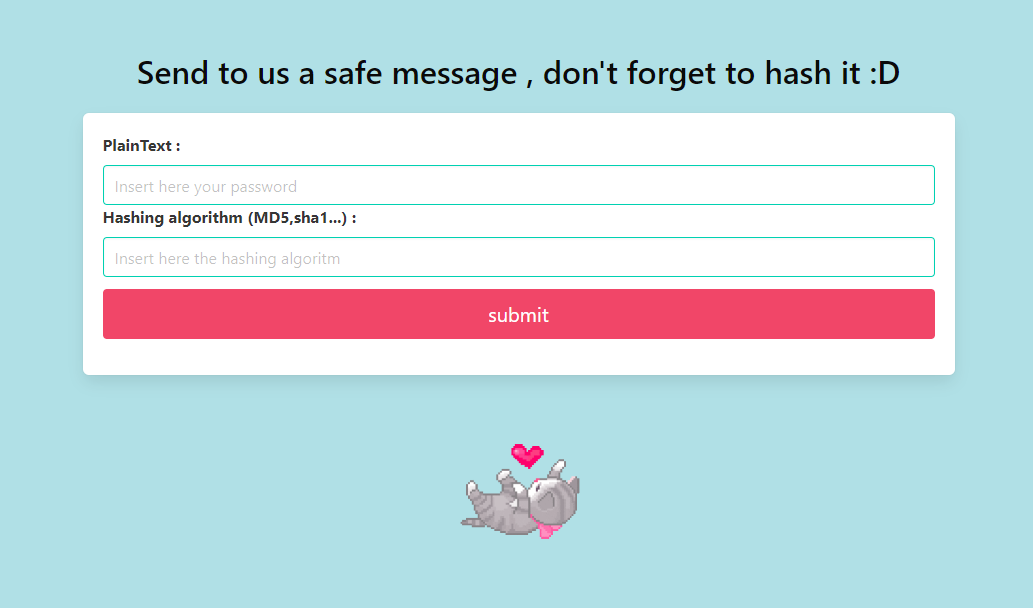 Send to us a safe message , don't forget to hash it :D
PlainText :
Insert here your password
Hashing algorithm (MD5,sha1...) :
Insert here the hashing algoritm
submit